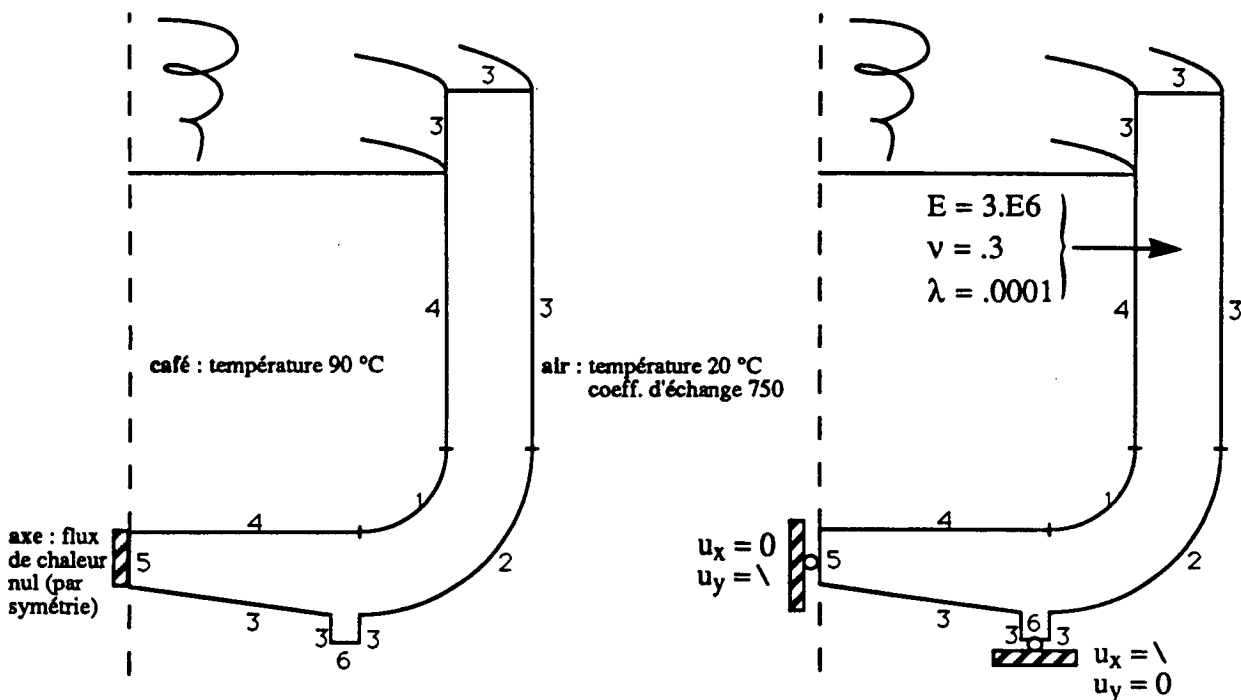 3
3
4
3
café : température 90 °C
air : température 20 °C
coeff. d'échange 750
1
4
2
axe : flux
de chaleur
nul (par
symétrie)
5
3
3
3
6
3
3
E = 3.E6
ν = .3
λ = .0001
4
3
1
4
2
u_x = 0
u_y = \
5
3
3
6
3
u_x = \
u_y = 0